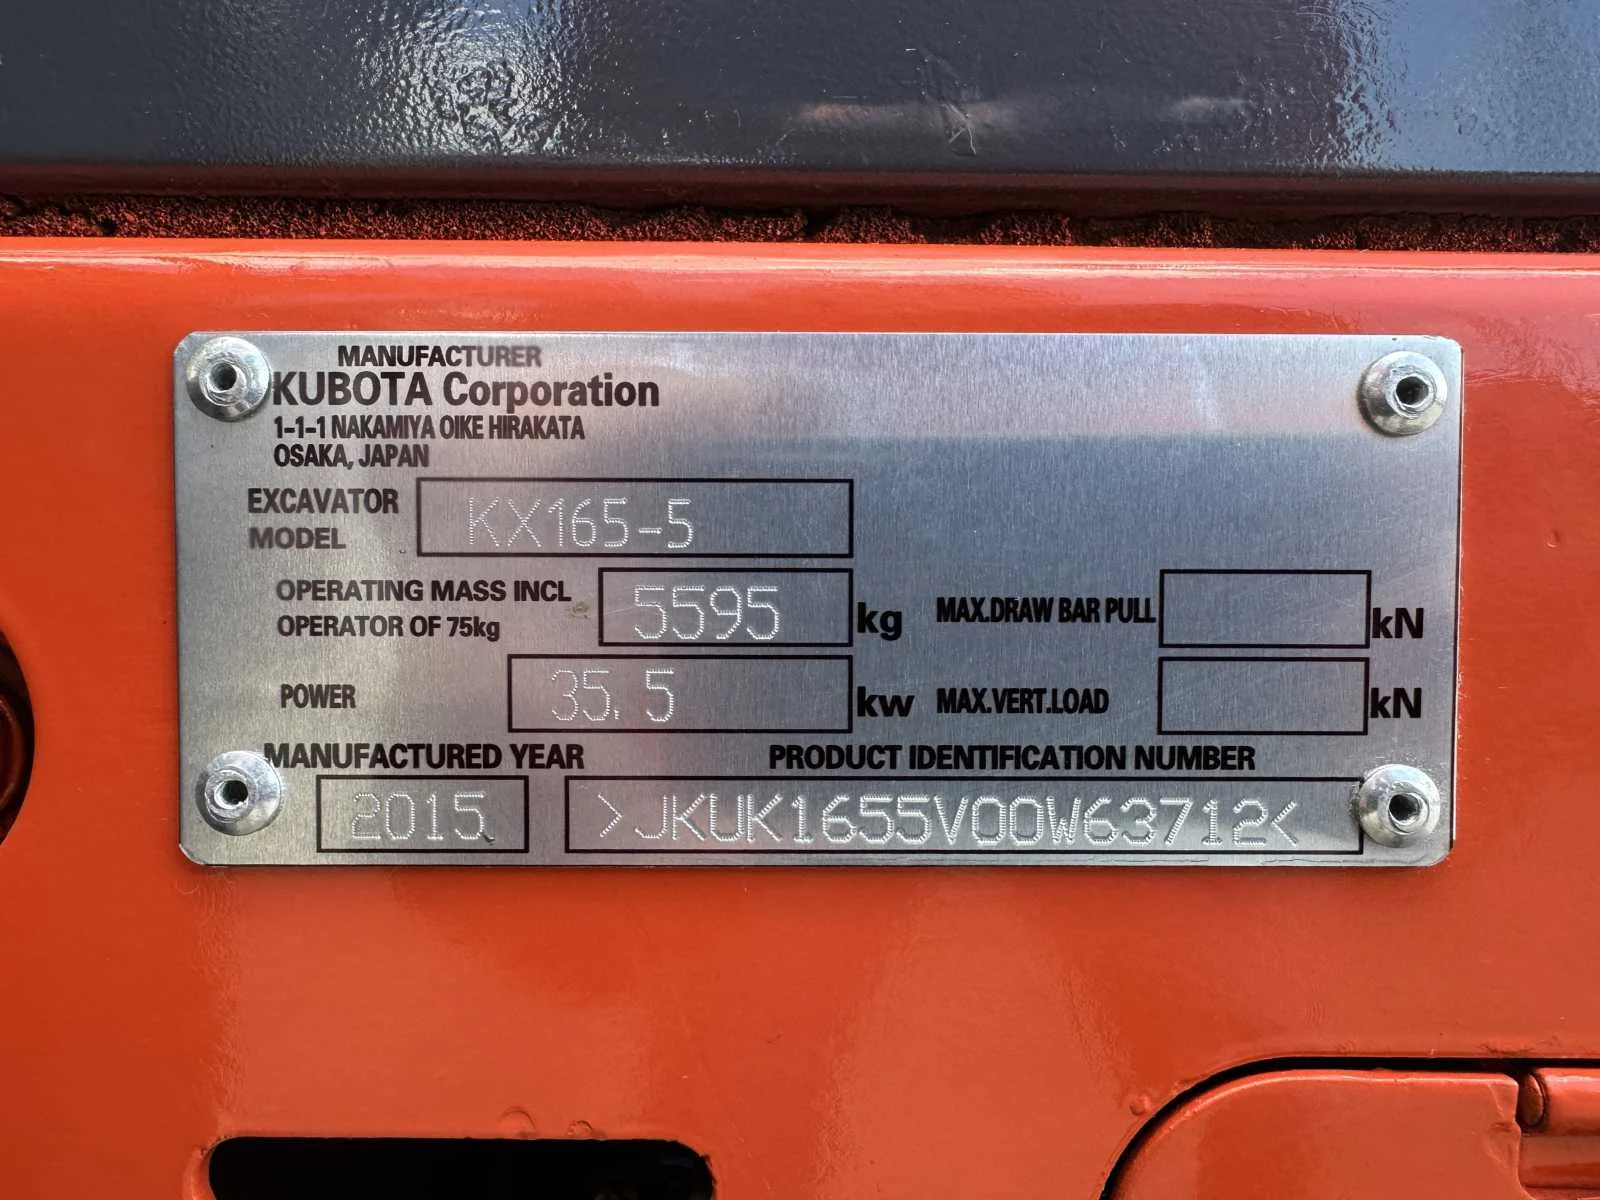 MANUFACTURER
KUBOTA Corporation
1-1-1 NAKAMIYA OIKE HIRAKATA
OSAKA, JAPAN
EXCAVATOR MODEL KX165-5
OPERATING MASS INCL OPERATOR OF 75kg 5595 kg MAX.DRAW BAR PULL kN
POWER 35.5 kw MAX.VERT.LOAD kN
MANUFACTURED YEAR PRODUCT IDENTIFICATION NUMBER
2015 >JKUK1655V00W63712<